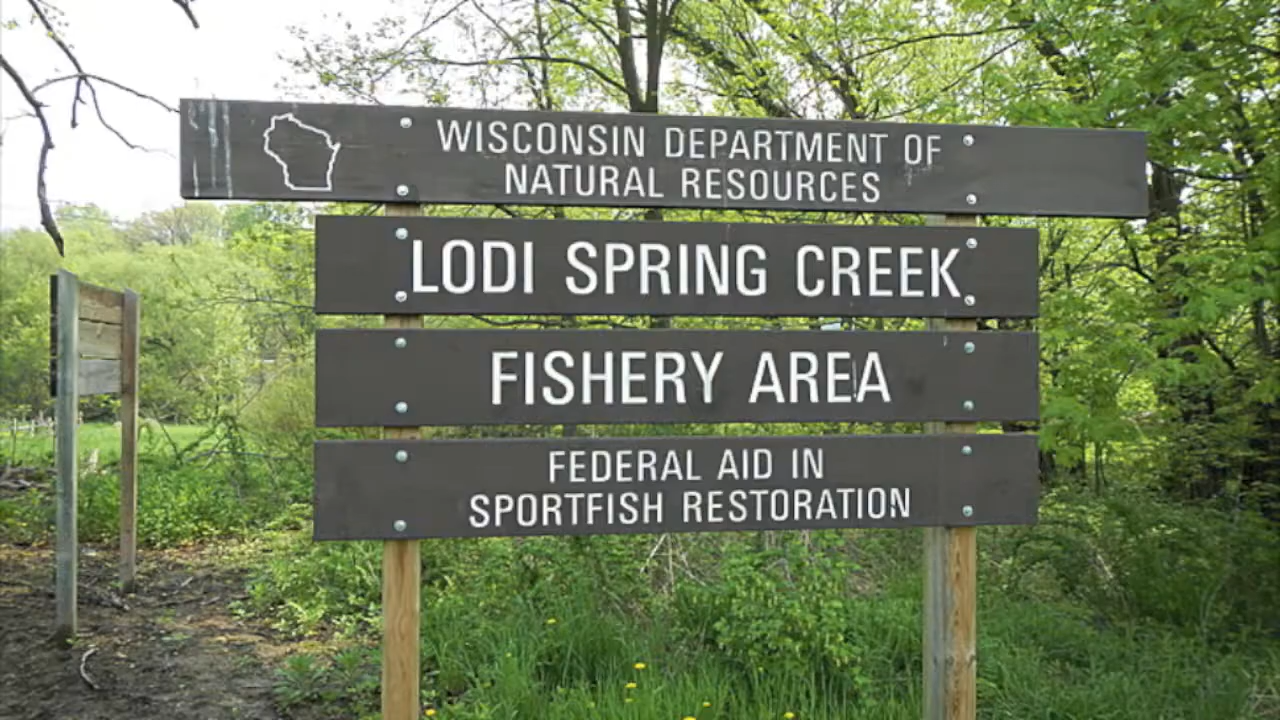 WISCONSIN DEPARTMENT OF
NATURAL RESOURCES
LODI SPRING CREEK
FISHERY AREA
FEDERAL AID IN
SPORTFISH RESTORATION